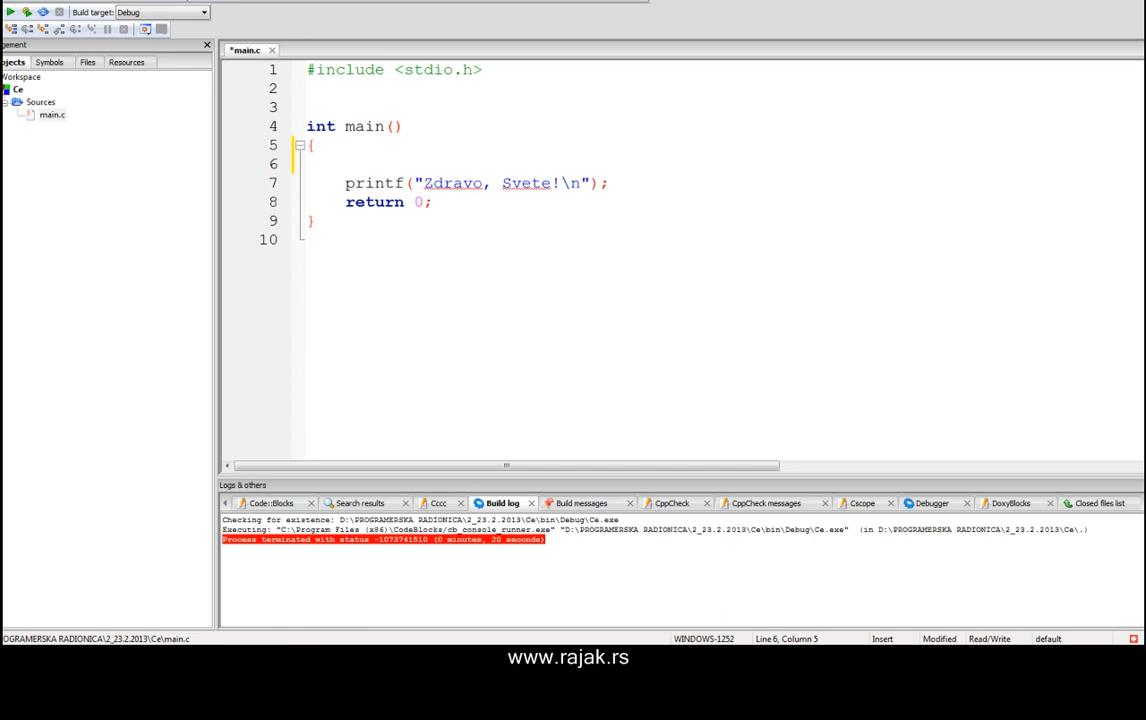 Build target: Debug
gement
*main.c
ojects Symbols Files Resources
Workspace
Ce
Sources
main.c
1 #include <stdio.h>
2
3
4 int main()
5 {
6
7 printf("Zdravo, Svete!\n");
8 return 0;
9 }
10
Logs & others
Code::Blocks Search results Cccc Build log Build messages CppCheck CppCheck messages Cscope Debugger DoxyBlocks Closed files list
Checking for existence: D:\PROGRAMERSKA RADIONICA\2_23.2.2013\Ce\bin\Debug\Ce.exe
Executing: "C:\Program Files (x86)\CodeBlocks/cb_console_runner.exe" "D:\PROGRAMERSKA RADIONICA\2_23.2.2013\Ce\bin\Debug\Ce.exe" (in D:\PROGRAMERSKA RADIONICA\2_23.2.2013\Ce\.)
Process terminated with status -1073741510 (0 minutes, 20 seconds)
OGRAMERSKA RADIONICA\2_23.2.2013\Ce\main.c WINDOWS-1252 Line 6, Column 5 Insert Modified Read/Write default
www.rajak.rs